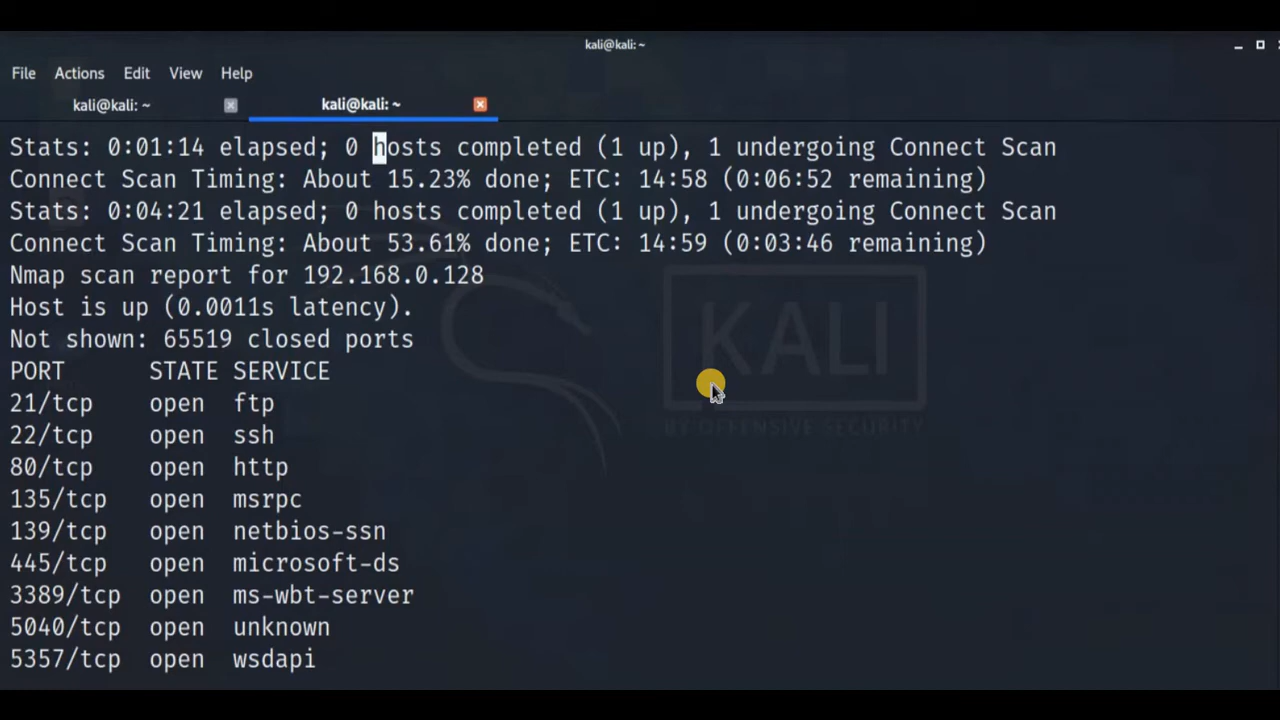 kali@kali: ~
File Actions Edit View Help
kali@kali: ~ kali@kali: ~
Stats: 0:01:14 elapsed; 0 hosts completed (1 up), 1 undergoing Connect Scan
Connect Scan Timing: About 15.23% done; ETC: 14:58 (0:06:52 remaining)
Stats: 0:04:21 elapsed; 0 hosts completed (1 up), 1 undergoing Connect Scan
Connect Scan Timing: About 53.61% done; ETC: 14:59 (0:03:46 remaining)
Nmap scan report for 192.168.0.128
Host is up (0.0011s latency).
Not shown: 65519 closed ports
PORT STATE SERVICE
21/tcp open ftp
22/tcp open ssh
80/tcp open http
135/tcp open msrpc
139/tcp open netbios-ssn
445/tcp open microsoft-ds
3389/tcp open ms-wbt-server
5040/tcp open unknown
5357/tcp open wsdapi
KALI
BY OFFENSIVE SECURITY